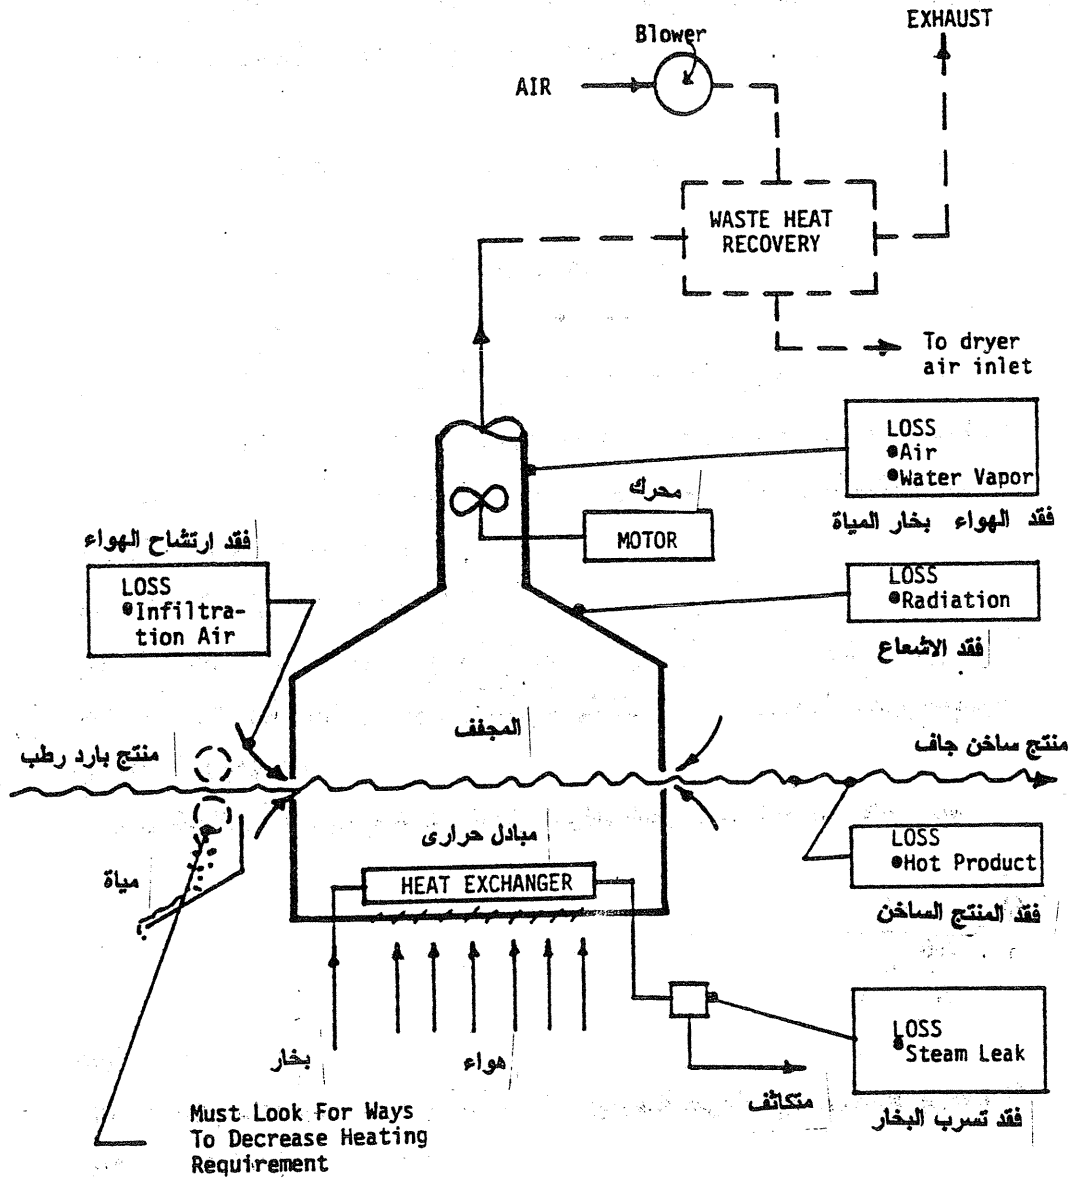 EXHAUST
Blower
AIR
WASTE HEAT
RECOVERY
To dryer
air inlet
LOSS
●Air
●Water Vapor
فقد الهواء بخار المياة
محرك
MOTOR
فقد ارتشاح الهواء
LOSS
●Infiltra-
tion Air
LOSS
●Radiation
فقد الاشعاع
المجفف
منتج بارد رطب
منتج ساخن جاف
مبادل حرارى
HEAT EXCHANGER
LOSS
●Hot Product
فقد المنتج الساخن
مياة
بخار
هواء
LOSS
●Steam Leak
متكاثف
فقد تسرب البخار
Must Look For Ways
To Decrease Heating
Requirement